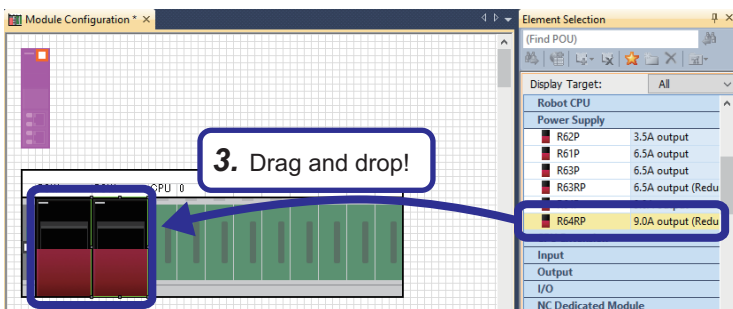 Module Configuration *
Element Selection
(Find POU)
Display Target: All
Robot CPU
Power Supply
R62P 3.5A output
R61P 6.5A output
R63P 6.5A output
R63RP 6.5A output (Redu
R64RP 9.0A output (Redu
Input
Output
I/O
NC Dedicated Module
CPU 0
3. Drag and drop!